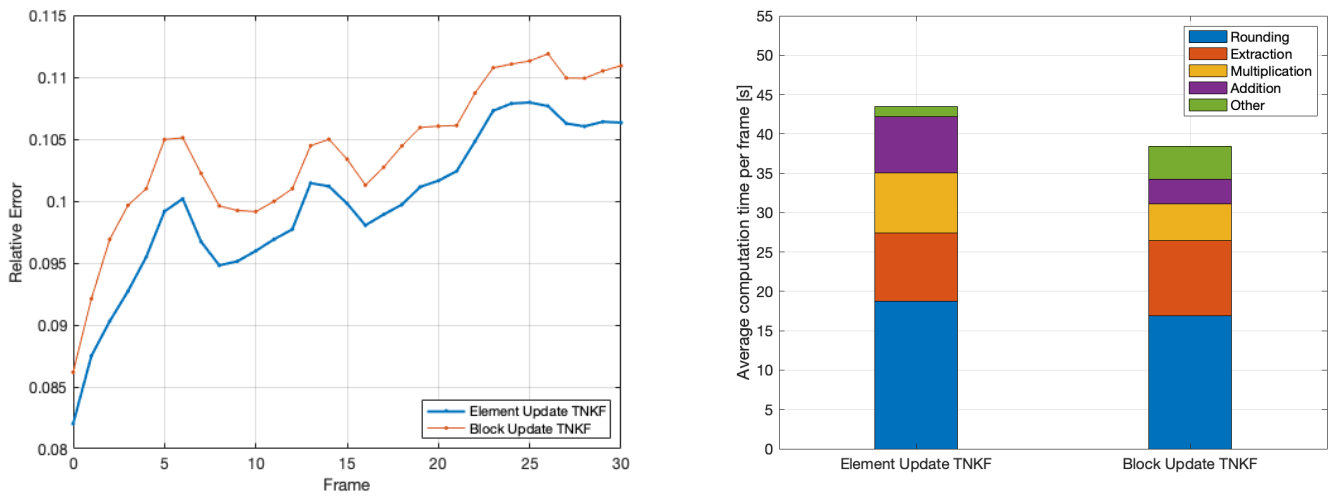 0.115
0.11
0.105
0.1
0.095
0.09
0.085
0.08
Relative Error
0 5 10 15 20 25 30
Frame
Element Update TNKF
Block Update TNKF
55
50
45
40
35
30
25
20
15
10
5
0
Average computation time per frame [s]
Rounding
Extraction
Multiplication
Addition
Other
Element Update TNKF Block Update TNKF